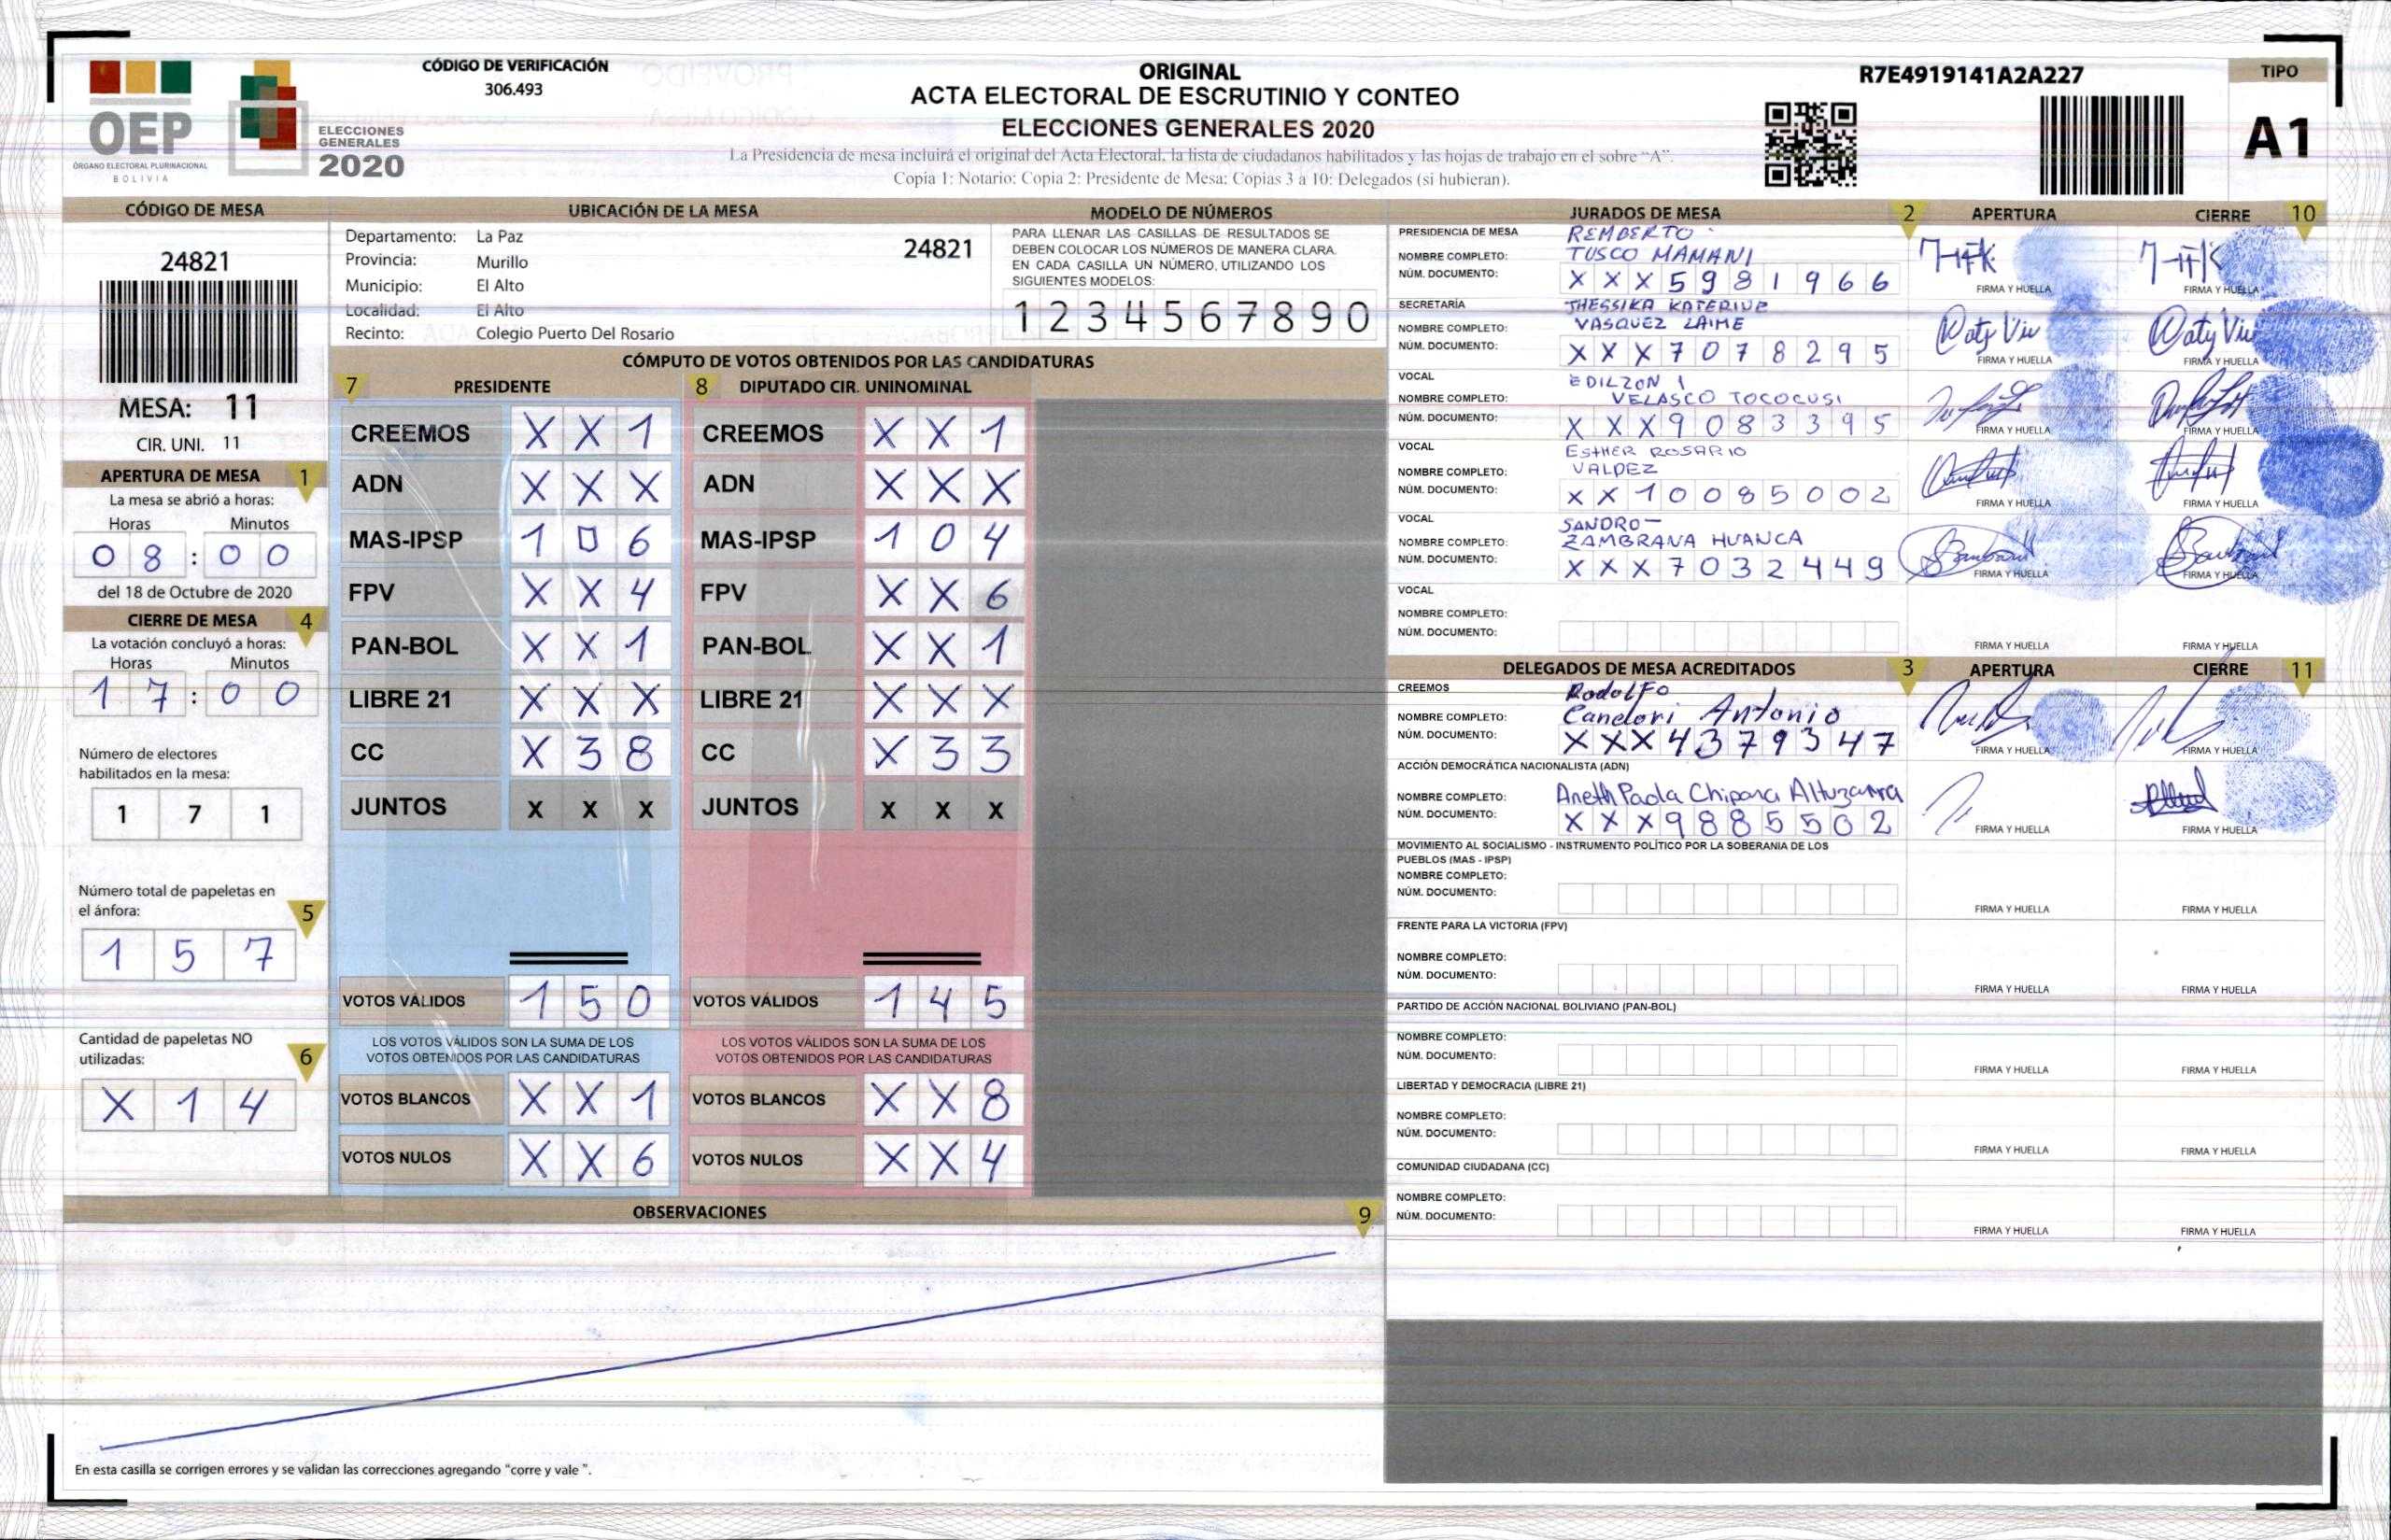 CÓDIGO DE VERIFICACIÓN
306.493
OEP
ÓRGANO ELECTORAL PLURINACIONAL
BOLIVIA
ELECCIONES
GENERALES
2020
ORIGINAL
ACTA ELECTORAL DE ESCRUTINIO Y CONTEO
ELECCIONES GENERALES 2020
La Presidencia de mesa incluirá el original del Acta Electoral, la lista de ciudadanos habilitados y las hojas de trabajo en el sobre "A".
Copia 1: Notario; Copia 2: Presidente de Mesa; Copias 3 a 10: Delegados (si hubieran).
R7E4919141A2A227
TIPO
A1
CÓDIGO DE MESA
24821
MESA: 11
CIR. UNI. 11
APERTURA DE MESA 1
La mesa se abrió a horas:
Horas Minutos
0 8 : 0 0
del 18 de Octubre de 2020
CIERRE DE MESA 4
La votación concluyó a horas:
Horas Minutos
1 7 : 0 0
Número de electores
habilitados en la mesa:
1 7 1
Número total de papeletas en
el ánfora:
5
1 5 7
Cantidad de papeletas NO
utilizadas:
6
X 1 4
UBICACIÓN DE LA MESA
Departamento: La Paz
24821
Provincia: Murillo
Municipio: El Alto
Localidad: El Alto
Recinto: Colegio Puerto Del Rosario
MODELO DE NÚMEROS
PARA LLENAR LAS CASILLAS DE RESULTADOS SE
DEBEN COLOCAR LOS NÚMEROS DE MANERA CLARA.
EN CADA CASILLA UN NÚMERO, UTILIZANDO LOS
SIGUIENTES MODELOS:
1 2 3 4 5 6 7 8 9 0
CÓMPUTO DE VOTOS OBTENIDOS POR LAS CANDIDATURAS
7 PRESIDENTE
CREEMOS X X 1
ADN X X X
MAS-IPSP 1 0 6
FPV X X 4
PAN-BOL X X 1
LIBRE 21 X X X
CC X 3 8
JUNTOS X X X
VOTOS VÁLIDOS 1 5 0
LOS VOTOS VÁLIDOS SON LA SUMA DE LOS
VOTOS OBTENIDOS POR LAS CANDIDATURAS
VOTOS BLANCOS X X 1
VOTOS NULOS X X 6
8 DIPUTADO CIR. UNINOMINAL
CREEMOS X X 1
ADN X X X
MAS-IPSP 1 0 4
FPV X X 6
PAN-BOL X X 1
LIBRE 21 X X X
CC X 3 3
JUNTOS X X X
VOTOS VÁLIDOS 1 4 5
LOS VOTOS VÁLIDOS SON LA SUMA DE LOS
VOTOS OBTENIDOS POR LAS CANDIDATURAS
VOTOS BLANCOS X X 8
VOTOS NULOS X X 4
OBSERVACIONES 9
En esta casilla se corrigen errores y se validan las correcciones agregando "corre y vale ".
JURADOS DE MESA 2 APERTURA CIERRE 10
PRESIDENCIA DE MESA REMBERTO
NOMBRE COMPLETO: TUSCO MAMANI
NÚM. DOCUMENTO: X X X 5 9 8 1 9 6 6
FIRMA Y HUELLA FIRMA Y HUELLA
SECRETARÍA JHESSIKA KATERINE
NOMBRE COMPLETO: VASQUEZ LAIME
NÚM. DOCUMENTO: X X X 7 0 7 8 2 9 5
FIRMA Y HUELLA FIRMA Y HUELLA
VOCAL EDILZON
NOMBRE COMPLETO: VELASCO TOCOCUSI
NÚM. DOCUMENTO: X X X 9 0 8 3 3 9 5
FIRMA Y HUELLA FIRMA Y HUELLA
VOCAL ESTHER ROSARIO
NOMBRE COMPLETO: VALDEZ
NÚM. DOCUMENTO: X X 1 0 0 8 5 0 0 2
FIRMA Y HUELLA FIRMA Y HUELLA
VOCAL SANDRO
NOMBRE COMPLETO: ZAMBRANA HUANCA
NÚM. DOCUMENTO: X X X 7 0 3 2 4 4 9
FIRMA Y HUELLA FIRMA Y HUELLA
VOCAL
NOMBRE COMPLETO:
NÚM. DOCUMENTO:
FIRMA Y HUELLA FIRMA Y HUELLA
DELEGADOS DE MESA ACREDITADOS 3 APERTURA CIERRE 11
CREEMOS Rodolfo
NOMBRE COMPLETO: Candori Antonio
NÚM. DOCUMENTO: X X X 4 3 7 9 3 4 7
FIRMA Y HUELLA FIRMA Y HUELLA
ACCIÓN DEMOCRÁTICA NACIONALISTA (ADN)
NOMBRE COMPLETO: Aneth Paola Chipana Altuzarra
NÚM. DOCUMENTO: X X X 9 8 8 5 5 0 2
FIRMA Y HUELLA FIRMA Y HUELLA
MOVIMIENTO AL SOCIALISMO - INSTRUMENTO POLÍTICO POR LA SOBERANIA DE LOS
PUEBLOS (MAS - IPSP)
NOMBRE COMPLETO:
NÚM. DOCUMENTO:
FIRMA Y HUELLA FIRMA Y HUELLA
FRENTE PARA LA VICTORIA (FPV)
NOMBRE COMPLETO:
NÚM. DOCUMENTO:
FIRMA Y HUELLA FIRMA Y HUELLA
PARTIDO DE ACCIÓN NACIONAL BOLIVIANO (PAN-BOL)
NOMBRE COMPLETO:
NÚM. DOCUMENTO:
FIRMA Y HUELLA FIRMA Y HUELLA
LIBERTAD Y DEMOCRACIA (LIBRE 21)
NOMBRE COMPLETO:
NÚM. DOCUMENTO:
FIRMA Y HUELLA FIRMA Y HUELLA
COMUNIDAD CIUDADANA (CC)
NOMBRE COMPLETO:
NÚM. DOCUMENTO:
FIRMA Y HUELLA FIRMA Y HUELLA